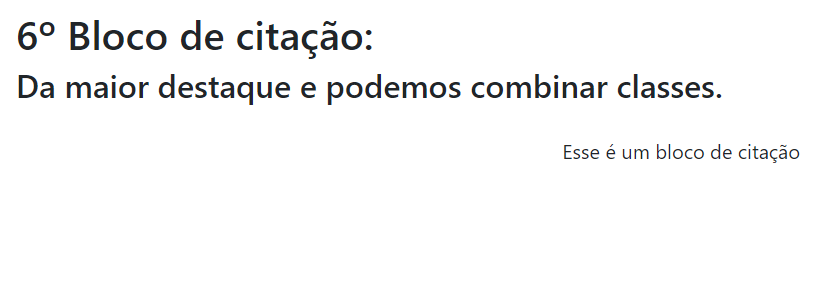 6º Bloco de citação:
Da maior destaque e podemos combinar classes.
Esse é um bloco de citação